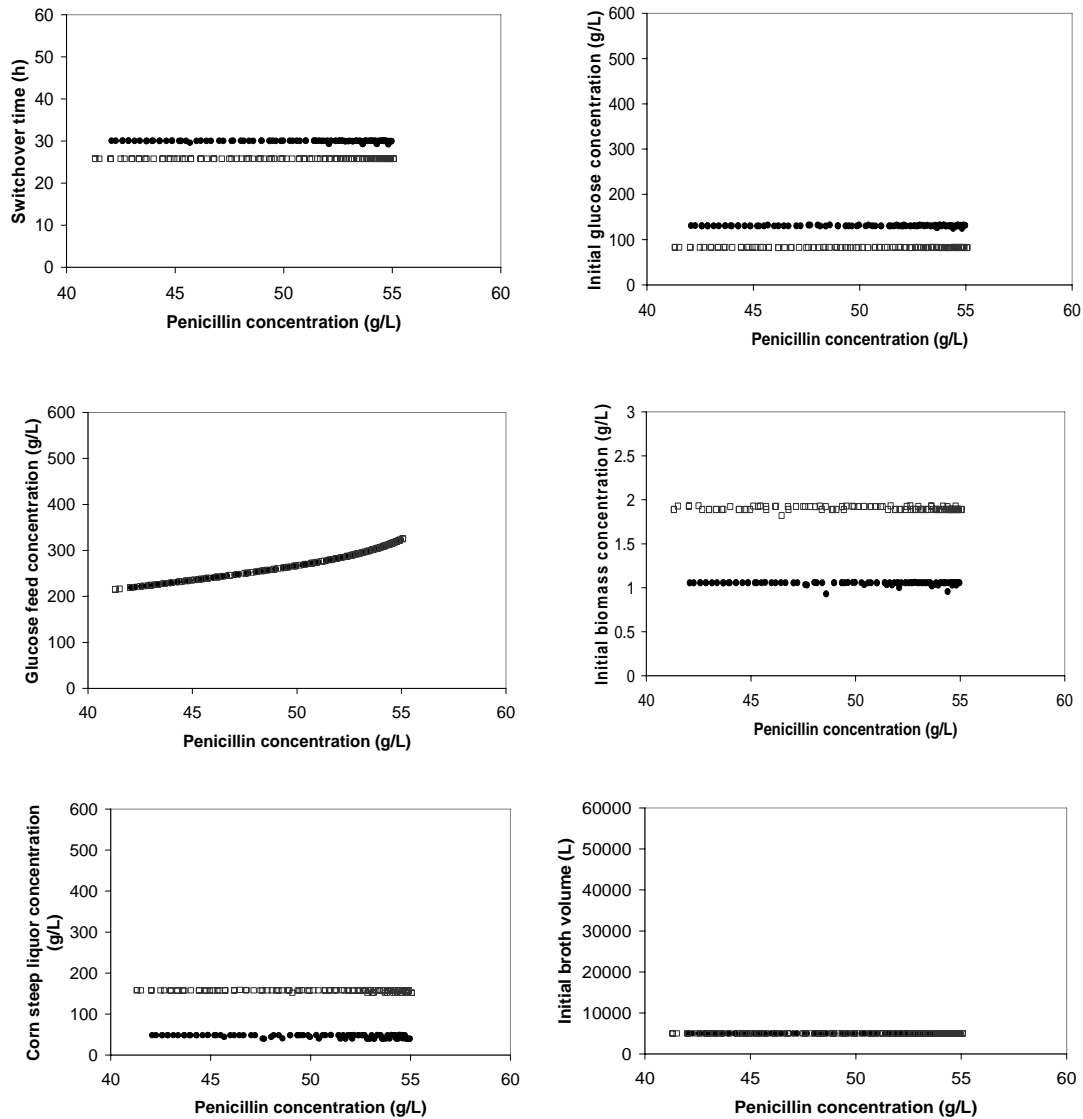 Switchover time (h)
60
50
40
30
20
10
0
40 45 50 55 60
Penicillin concentration (g/L)
Initial glucose concentration (g/L)
600
500
400
300
200
100
0
40 45 50 55 60
Penicillin concentration (g/L)
Glucose feed concentration (g/L)
600
500
400
300
200
100
0
40 45 50 55 60
Penicillin concentration (g/L)
Initial biomass concentration (g/L)
3
2.5
2
1.5
1
0.5
0
40 45 50 55 60
Penicillin concentration (g/L)
Corn steep liquor concentration
(g/L)
600
500
400
300
200
100
0
40 45 50 55 60
Penicillin concentration (g/L)
Initial broth volume (L)
60000
50000
40000
30000
20000
10000
0
40 45 50 55 60
Penicillin concentration (g/L)